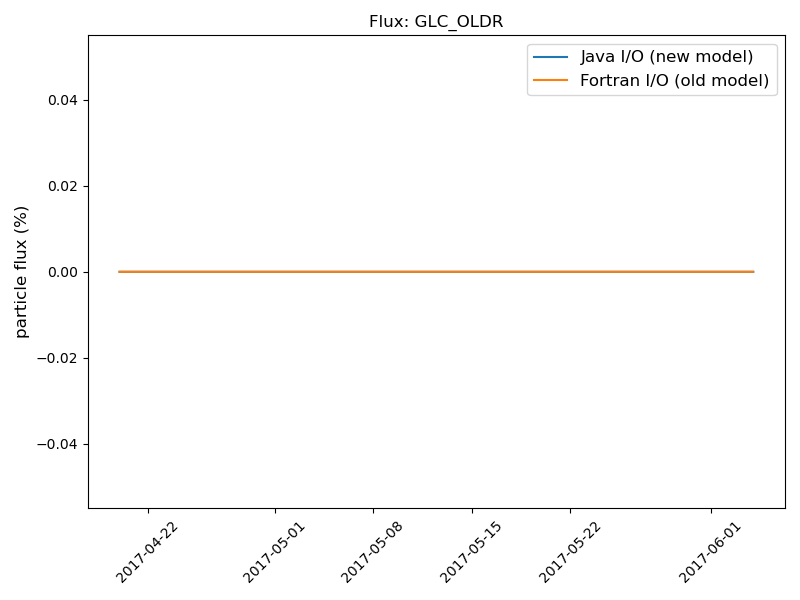 Flux: GLC_OLDR
Java I/O (new model)
Fortran I/O (old model)
particle flux (%)
0.04
0.02
0.00
−0.02
−0.04
2017-04-22
2017-05-01
2017-05-08
2017-05-15
2017-05-22
2017-06-01